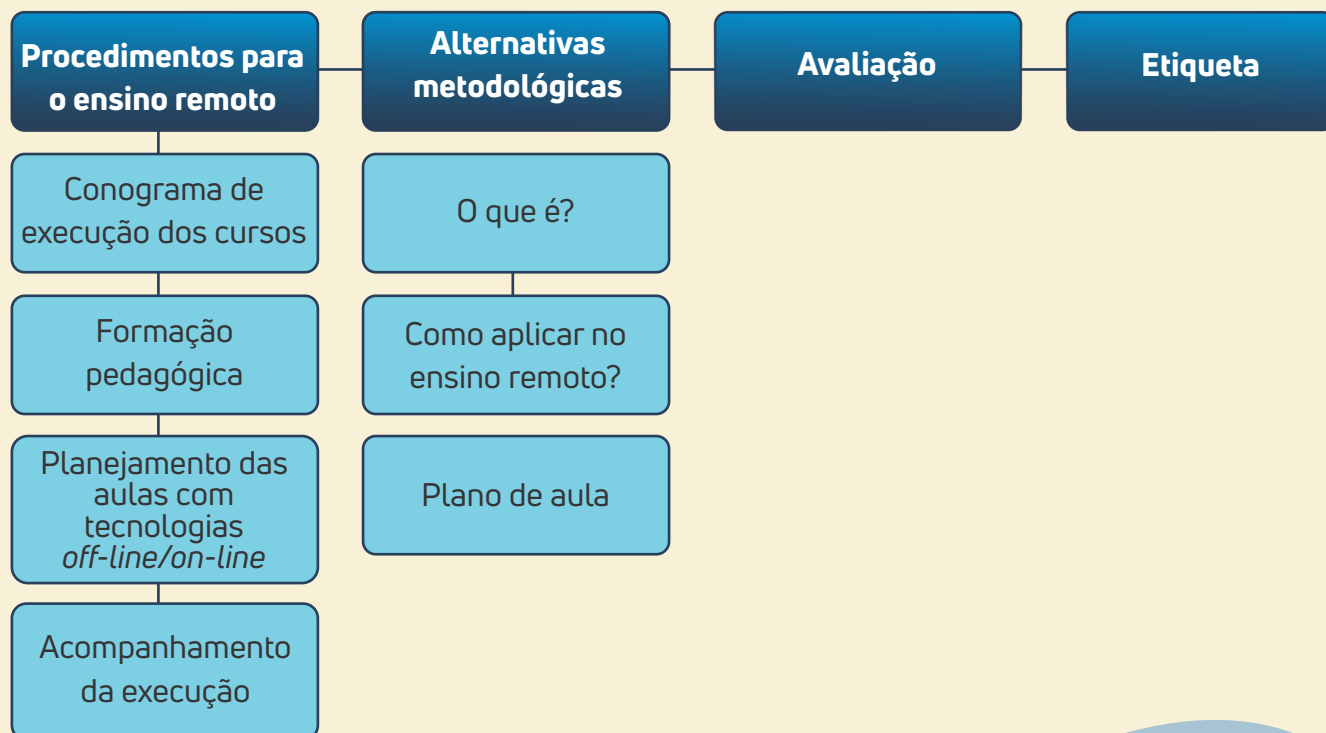 Procedimentos para
o ensino remoto
Conograma de
execução dos cursos
Formação
pedagógica
Planejamento das
aulas com
tecnologias
off-line/on-line
Acompanhamento
da execução
Alternativas
metodológicas
O que é?
Como aplicar no
ensino remoto?
Plano de aula
Avaliação
Etiqueta